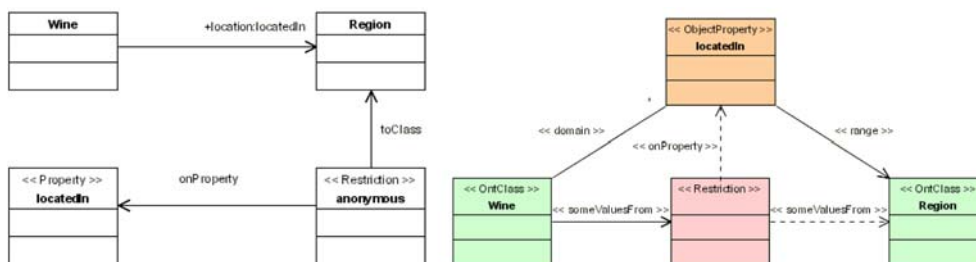 Wine
+location:locatedIn
Region
toClass
<< Property >>
locatedIn
onProperty
<< Restriction >>
anonymous
<< ObjectProperty >>
locatedIn
<< domain >>
<< range >>
<< onProperty >>
<< OntClass >>
Wine
<< someValuesFrom >>
<< Restriction >>
<< someValuesFrom >>
<< OntClass >>
Region